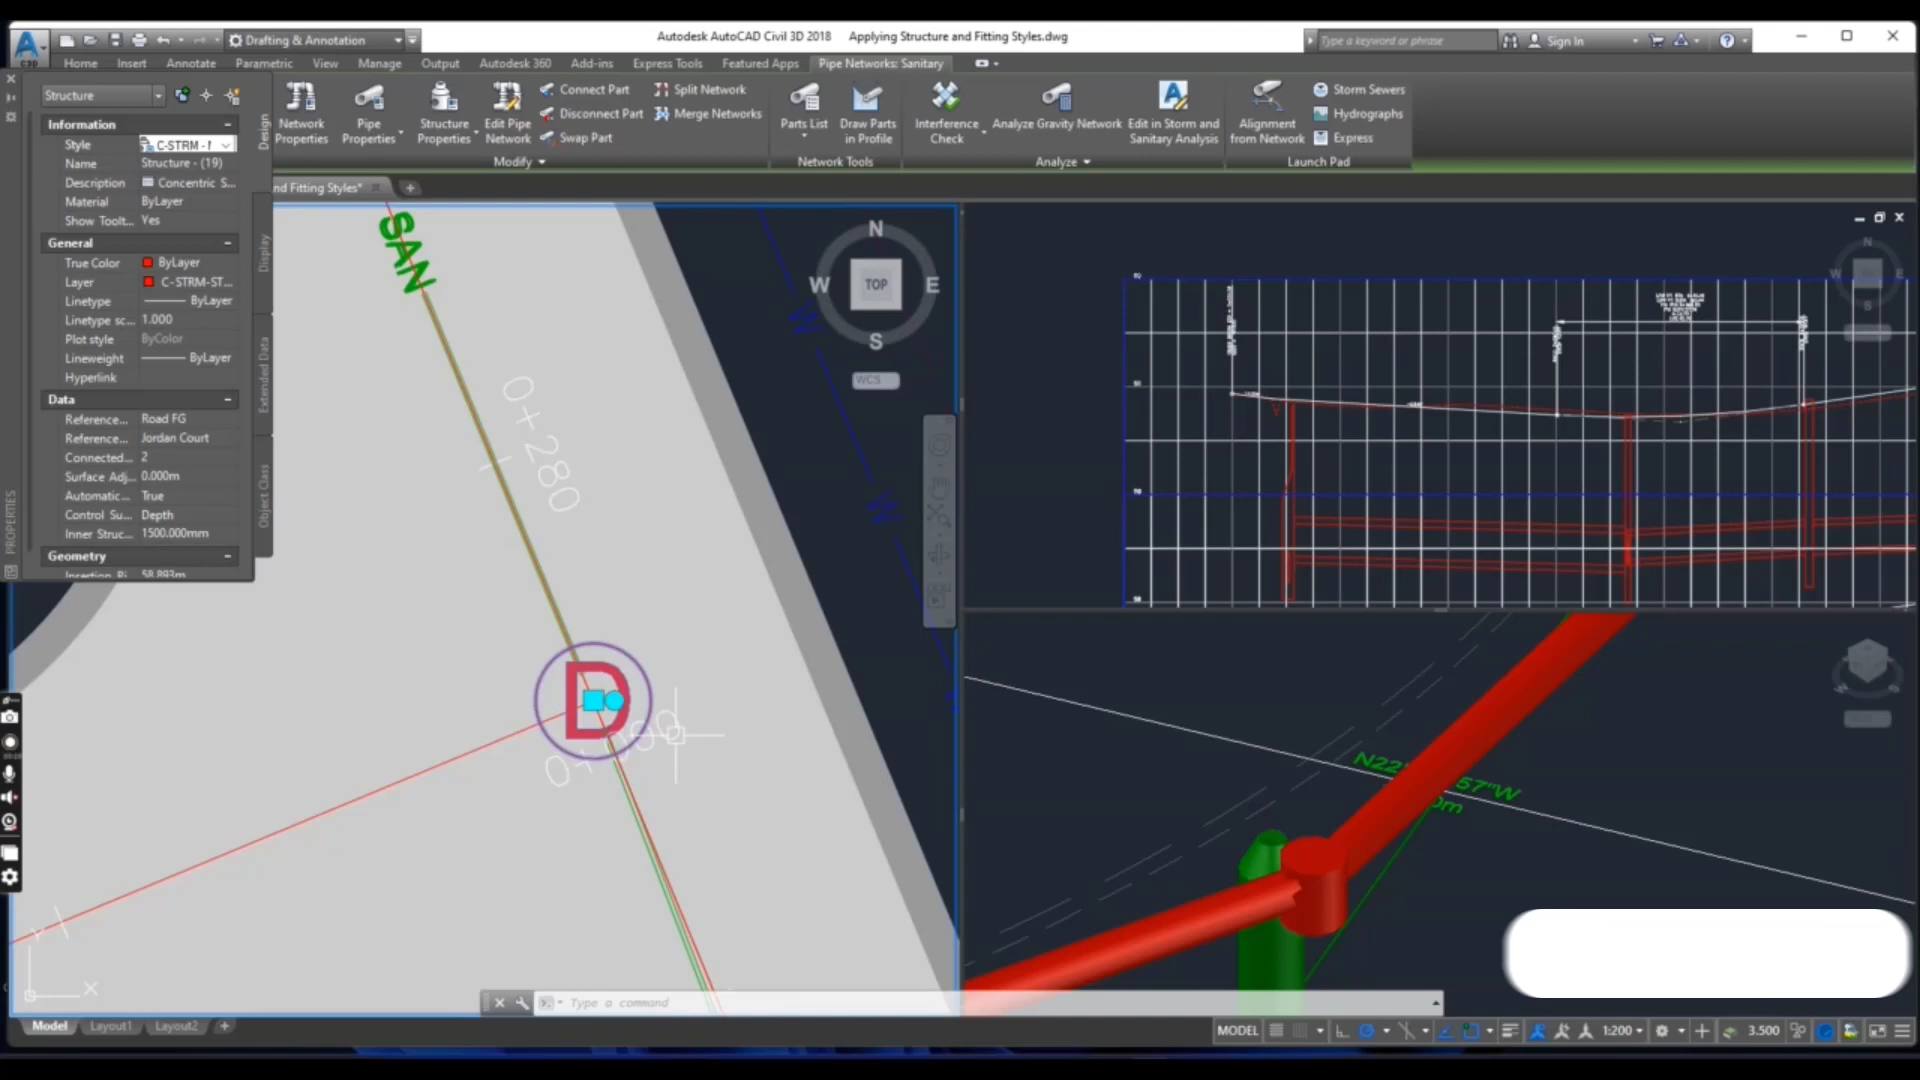 Drafting & Annotation
Autodesk AutoCAD Civil 3D 2018 Applying Structure and Fitting Styles.dwg
Type a keyword or phrase
Sign In
C3D
Home Insert Annotate Parametric View Manage Output Autodesk 360 Add-ins Express Tools Featured Apps Pipe Networks: Sanitary
Network Properties
Pipe Properties
Structure Properties
Edit Pipe Network
Connect Part
Disconnect Part
Swap Part
Split Network
Merge Networks
Modify
Parts List
Draw Parts in Profile
Network Tools
Interference Check
Analyze Gravity Network
Edit in Storm and Sanitary Analysis
Analyze
Alignment from Network
Storm Sewers
Hydrographs
Express
Launch Pad
nd Fitting Styles*
Structure
Information
Style C-STRM -
Name Structure - (19)
Description Concentric S...
Material ByLayer
Show Toolt... Yes
General
True Color ByLayer
Layer C-STRM-ST...
Linetype ByLayer
Linetype sc... 1.000
Plot style ByColor
Lineweight ByLayer
Hyperlink
Data
Reference... Road FG
Reference... Jordan Court
Connected... 2
Surface Adj... 0.000m
Automatic... True
Control Su... Depth
Inner Struc... 1500.000mm
Geometry
Insertion Pi... 58.893m
PROPERTIES
Design
Display
Extended Data
Object Class
SAN
0+280
D
W
W
N
W TOP E
S
WCS
Y
X
N
W E
S
N22° 57"W
0m
W S
Type a command
Model Layout1 Layout2
MODEL
1:200
3.500